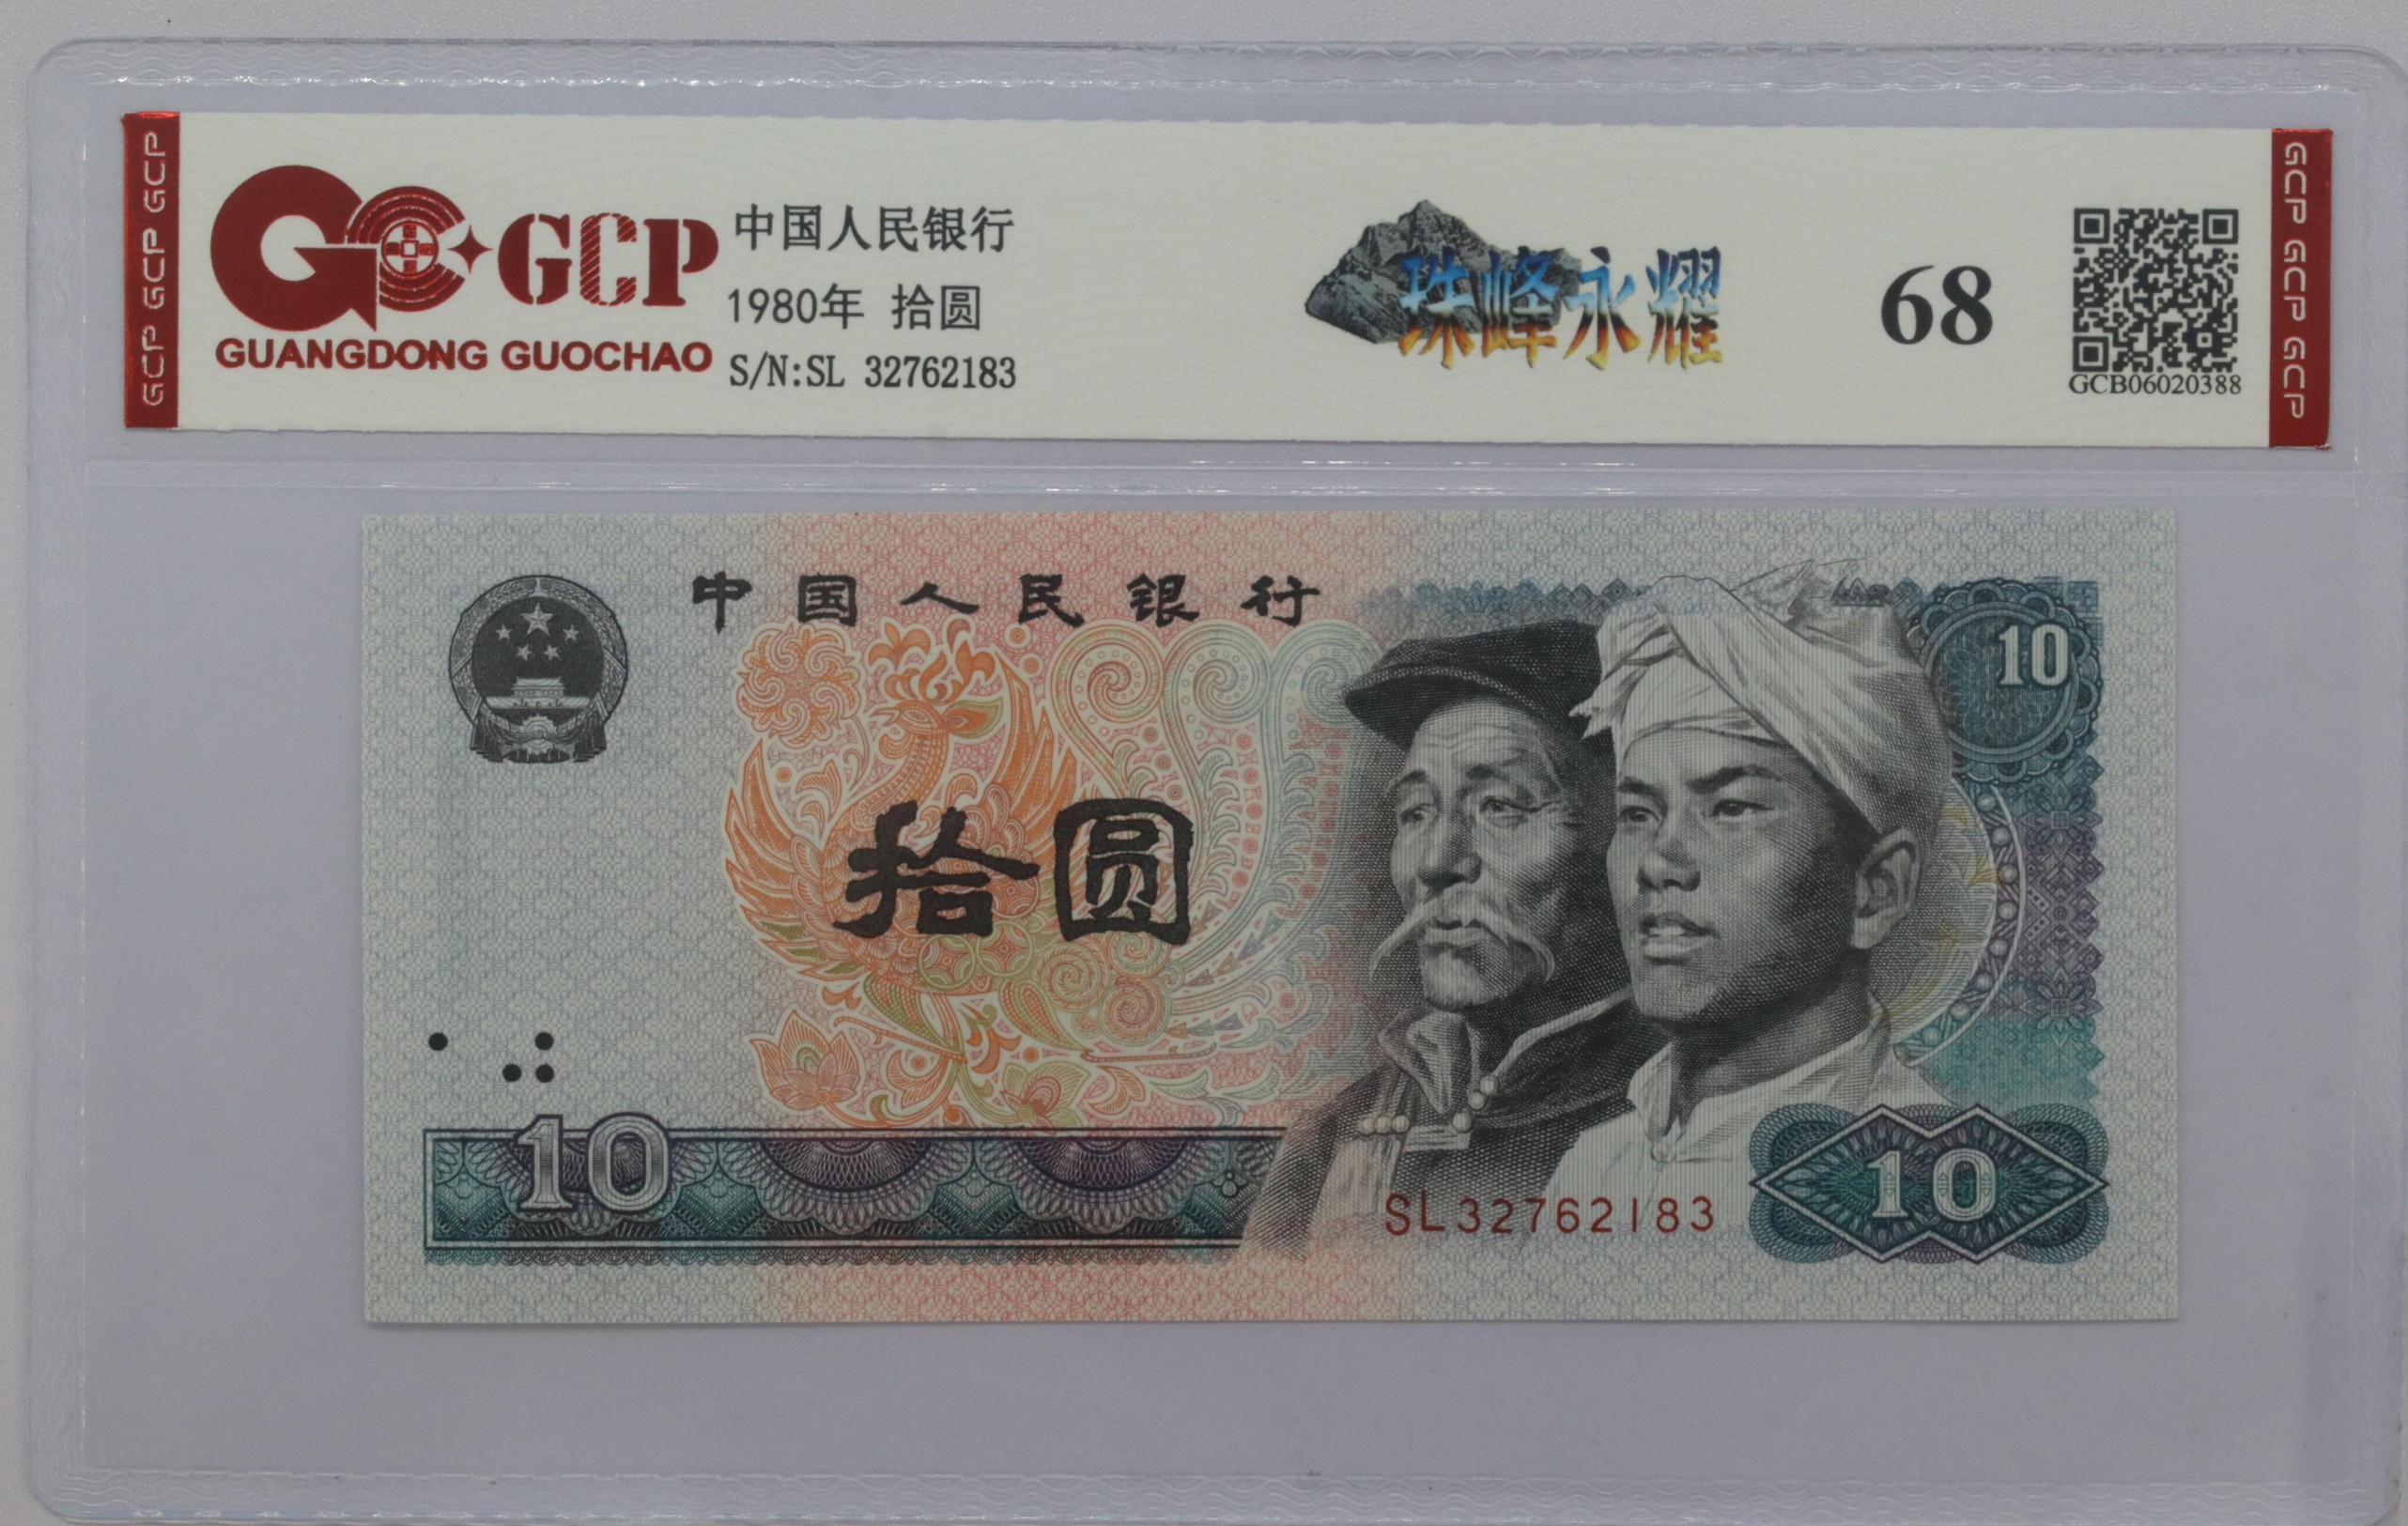 GCP GCP GCP
GCP
GUANGDONG GUOCHAO
中国人民银行
1980年 拾圆
S/N:SL 32762183
珠峰永耀
68
GCB06020388
GCP GCP GCP
中国人民银行
10
拾圆
10
SL32762183
10